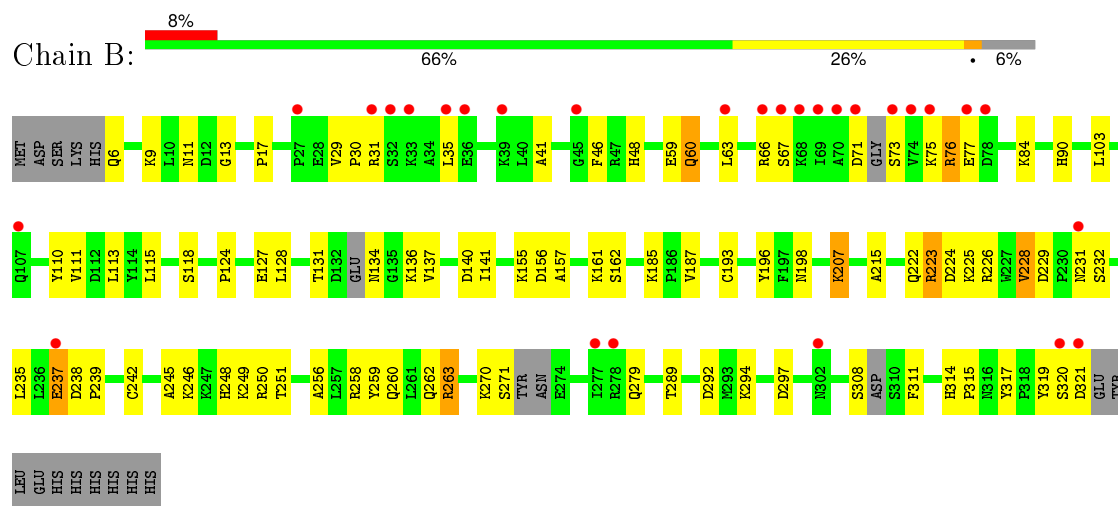 8%
Chain B:
66% 26% • 6%
MET ASP SER LYS HIS Q6 K9 L10 N11 D12 G13 P17 P27 E28 V29 P30 R31 S32 K33 A34 L35 E36 K39 L40 A41 G45 F46 R47 H48 E59 Q60 L63 R66 S67 K68 I69 A70 D71 GLY S73 V74 K75 R76 E77 D78 K84 H90 L103
Q107 Y110 V111 D112 L113 Y114 L115 S118 P124 E127 L128 T131 D132 GLU N134 G135 K136 V137 D140 I141 K155 D156 A157 K161 S162 K185 P186 V187 C193 Y196 F197 N198 K207 A215 Q222 R223 D224 K225 R226 W227 V228 D229 P230 N231 S232
L235 L236 E237 D238 P239 C242 A245 K246 K247 H248 K249 R250 T251 A256 L257 R258 Y259 Q260 L261 Q262 R263 K270 S271 TYR ASN E274 I277 R278 Q279 T289 D292 M293 K294 D297 N302 S308 ASP S310 F311 H314 P315 N316 Y317 P318 Y319 S320 D321 GLU TYR
LEU GLU HIS HIS HIS HIS HIS HIS